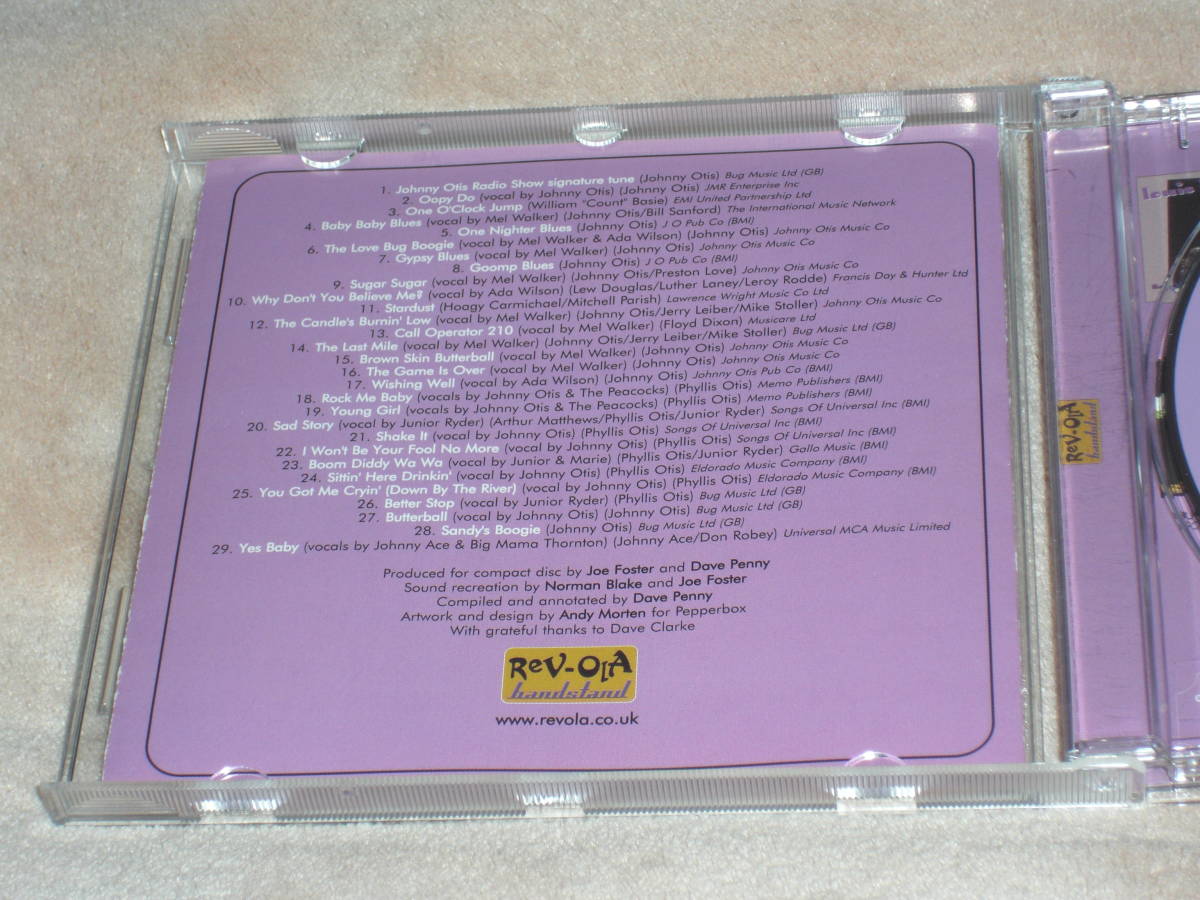 1. Johnny Otis Radio Show signature tune (Johnny Otis) Bug Music Ltd (GB)
2. Oopy Do (vocal by Johnny Otis) (Johnny Otis) JMR Enterprise Inc
3. One O'Clock Jump (William "Count" Basie) EMI United Partnership Ltd
4. Baby Baby Blues (vocal by Mel Walker) (Johnny Otis/Bill Sanford) The International Music Network
5. One Nighter Blues (Johnny Otis) J O Pub Co (BMI)
6. The Love Bug Boogie (vocal by Mel Walker & Ada Wilson) (Johnny Otis) Johnny Otis Music Co
7. Gypsy Blues (vocal by Mel Walker) (Johnny Otis) Johnny Otis Music Co
8. Goomp Blues (Johnny Otis) J O Pub Co (BMI)
9. Sugar Sugar (vocal by Mel Walker) (Johnny Otis/Preston Love) Johnny Otis Music Co
10. Why Don't You Believe Me? (vocal by Ada Wilson) (Lew Douglas/Luther Laney/Leroy Rodde) Francis Day & Hunter Ltd
11. Stardust (Hoagy Carmichael/Mitchell Parish) Lawrence Wright Music Co Ltd
12. The Candle's Burnin' Low (vocal by Mel Walker) (Johnny Otis/Jerry Leiber/Mike Stoller) Johnny Otis Music Co
13. Call Operator 210 (vocal by Mel Walker) (Floyd Dixon) Musicare Ltd
14. The Last Mile (vocal by Mel Walker) (Johnny Otis/Jerry Leiber/Mike Stoller) Bug Music Ltd (GB)
15. Brown Skin Butterball (vocal by Mel Walker) (Johnny Otis) Johnny Otis Music Co
16. The Game Is Over (vocal by Mel Walker) (Johnny Otis) Johnny Otis Music Co
17. Wishing Well (vocal by Ada Wilson) (Johnny Otis) Johnny Otis Pub Co (BMI)
18. Rock Me Baby (vocals by Johnny Otis & The Peacocks) (Phyllis Otis) Memo Publishers (BMI)
19. Young Girl (vocals by Johnny Otis & The Peacocks) (Phyllis Otis) Memo Publishers (BMI)
20. Sad Story (vocal by Junior Ryder) (Arthur Matthews/Phyllis Otis/Junior Ryder) Songs Of Universal Inc (BMI)
21. Shake It (vocal by Johnny Otis) (Phyllis Otis) Songs Of Universal Inc (BMI)
22. I Won't Be Your Fool No More (vocal by Johnny Otis) (Phyllis Otis) Songs Of Universal Inc (BMI)
23. Boom Diddy Wa Wa (vocal by Junior & Marie) (Phyllis Otis/Junior Ryder) Gallo Music (BMI)
24. Sittin' Here Drinkin' (vocal by Johnny Otis) (Phyllis Otis) Eldorado Music Company (BMI)
25. You Got Me Cryin' (Down By The River) (vocal by Johnny Otis) (Phyllis Otis) Eldorado Music Company (BMI)
26. Better Stop (vocal by Junior Ryder) (Phyllis Otis) Bug Music Ltd (GB)
27. Butterball (vocal by Johnny Otis) (Johnny Otis) Bug Music Ltd (GB)
28. Sandy's Boogie (Johnny Otis) Bug Music Ltd (GB)
29. Yes Baby (vocals by Johnny Ace & Big Mama Thornton) (Johnny Ace/Don Robey) Universal MCA Music Limited
Produced for compact disc by Joe Foster and Dave Penny
Sound recreation by Norman Blake and Joe Foster
Compiled and annotated by Dave Penny
Artwork and design by Andy Morten for Pepperbox
With grateful thanks to Dave Clarke
ReV-OlA
bandstand
www.revola.co.uk
ReV-OlA
bandstand